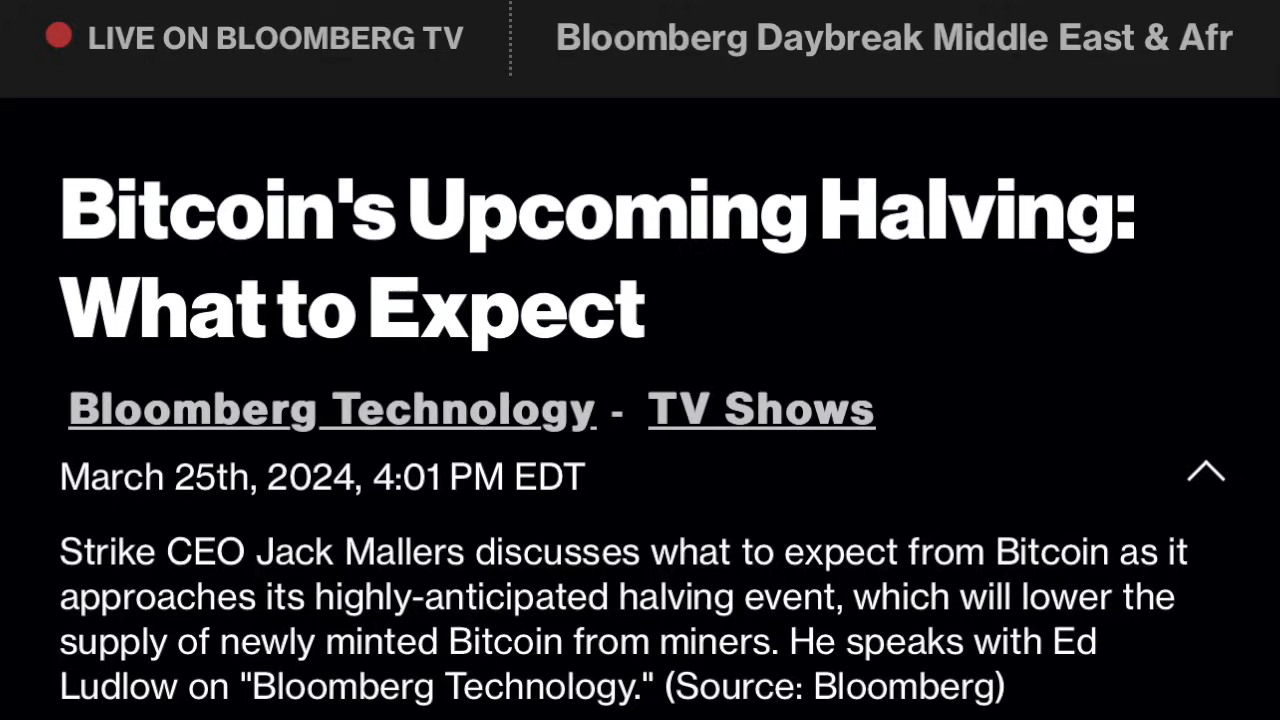 LIVE ON BLOOMBERG TV
Bloomberg Daybreak Middle East & Afr
Bitcoin's Upcoming Halving:
What to Expect
Bloomberg Technology - TV Shows
March 25th, 2024, 4:01 PM EDT
Strike CEO Jack Mallers discusses what to expect from Bitcoin as it
approaches its highly-anticipated halving event, which will lower the
supply of newly minted Bitcoin from miners. He speaks with Ed
Ludlow on "Bloomberg Technology." (Source: Bloomberg)